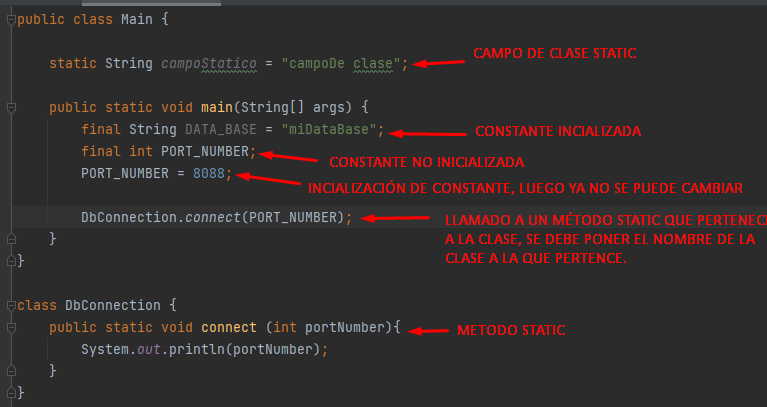 public class Main {
static String campoStatico = "campoDe clase";
CAMPO DE CLASE STATIC
public static void main(String[] args) {
final String DATA_BASE = "miDataBase";
CONSTANTE INCIALIZADA
final int PORT_NUMBER;
CONSTANTE NO INICIALIZADA
PORT_NUMBER = 8088;
INCIALIZACIÓN DE CONSTANTE, LUEGO YA NO SE PUEDE CAMBIAR
DbConnection.connect(PORT_NUMBER);
LLAMADO A UN MÉTODO STATIC QUE PERTENECE
A LA CLASE, SE DEBE PONER EL NOMBRE DE LA
CLASE A LA QUE PERTENCE.
}
}
class DbConnection {
public static void connect (int portNumber){
METODO STATIC
System.out.println(portNumber);
}
}